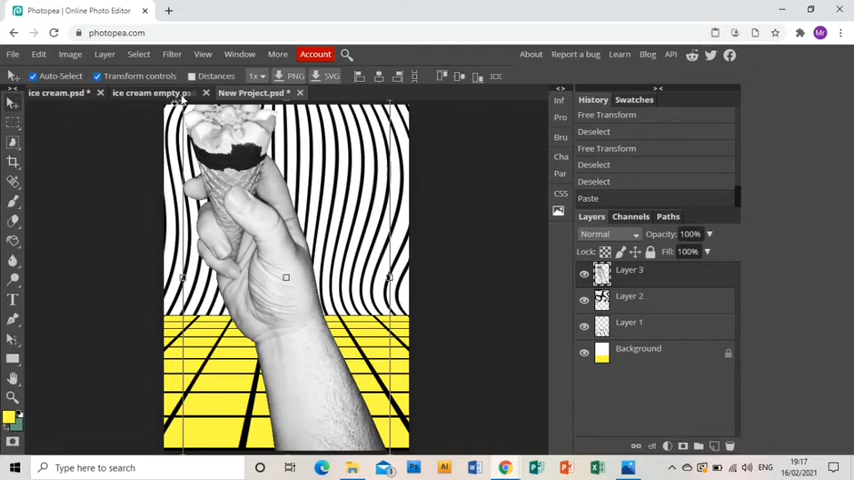 Photopea | Online Photo Editor
photopea.com
Mr
File Edit Image Layer Select Filter View Window More Account
About Report a bug Learn Blog API
Auto-Select Transform controls Distances 1x PNG SVG
ice cream.psd * ice cream empty.ps New Project.psd *
Inf
Pro
Bru
Cha
Par
CSS
History Swatches
Free Transform
Deselect
Free Transform
Deselect
Deselect
Paste
Layers Channels Paths
Normal Opacity: 100%
Lock: Fill: 100%
Layer 3
Layer 2
Layer 1
Background
Type here to search
ENG
19:17
16/02/2021